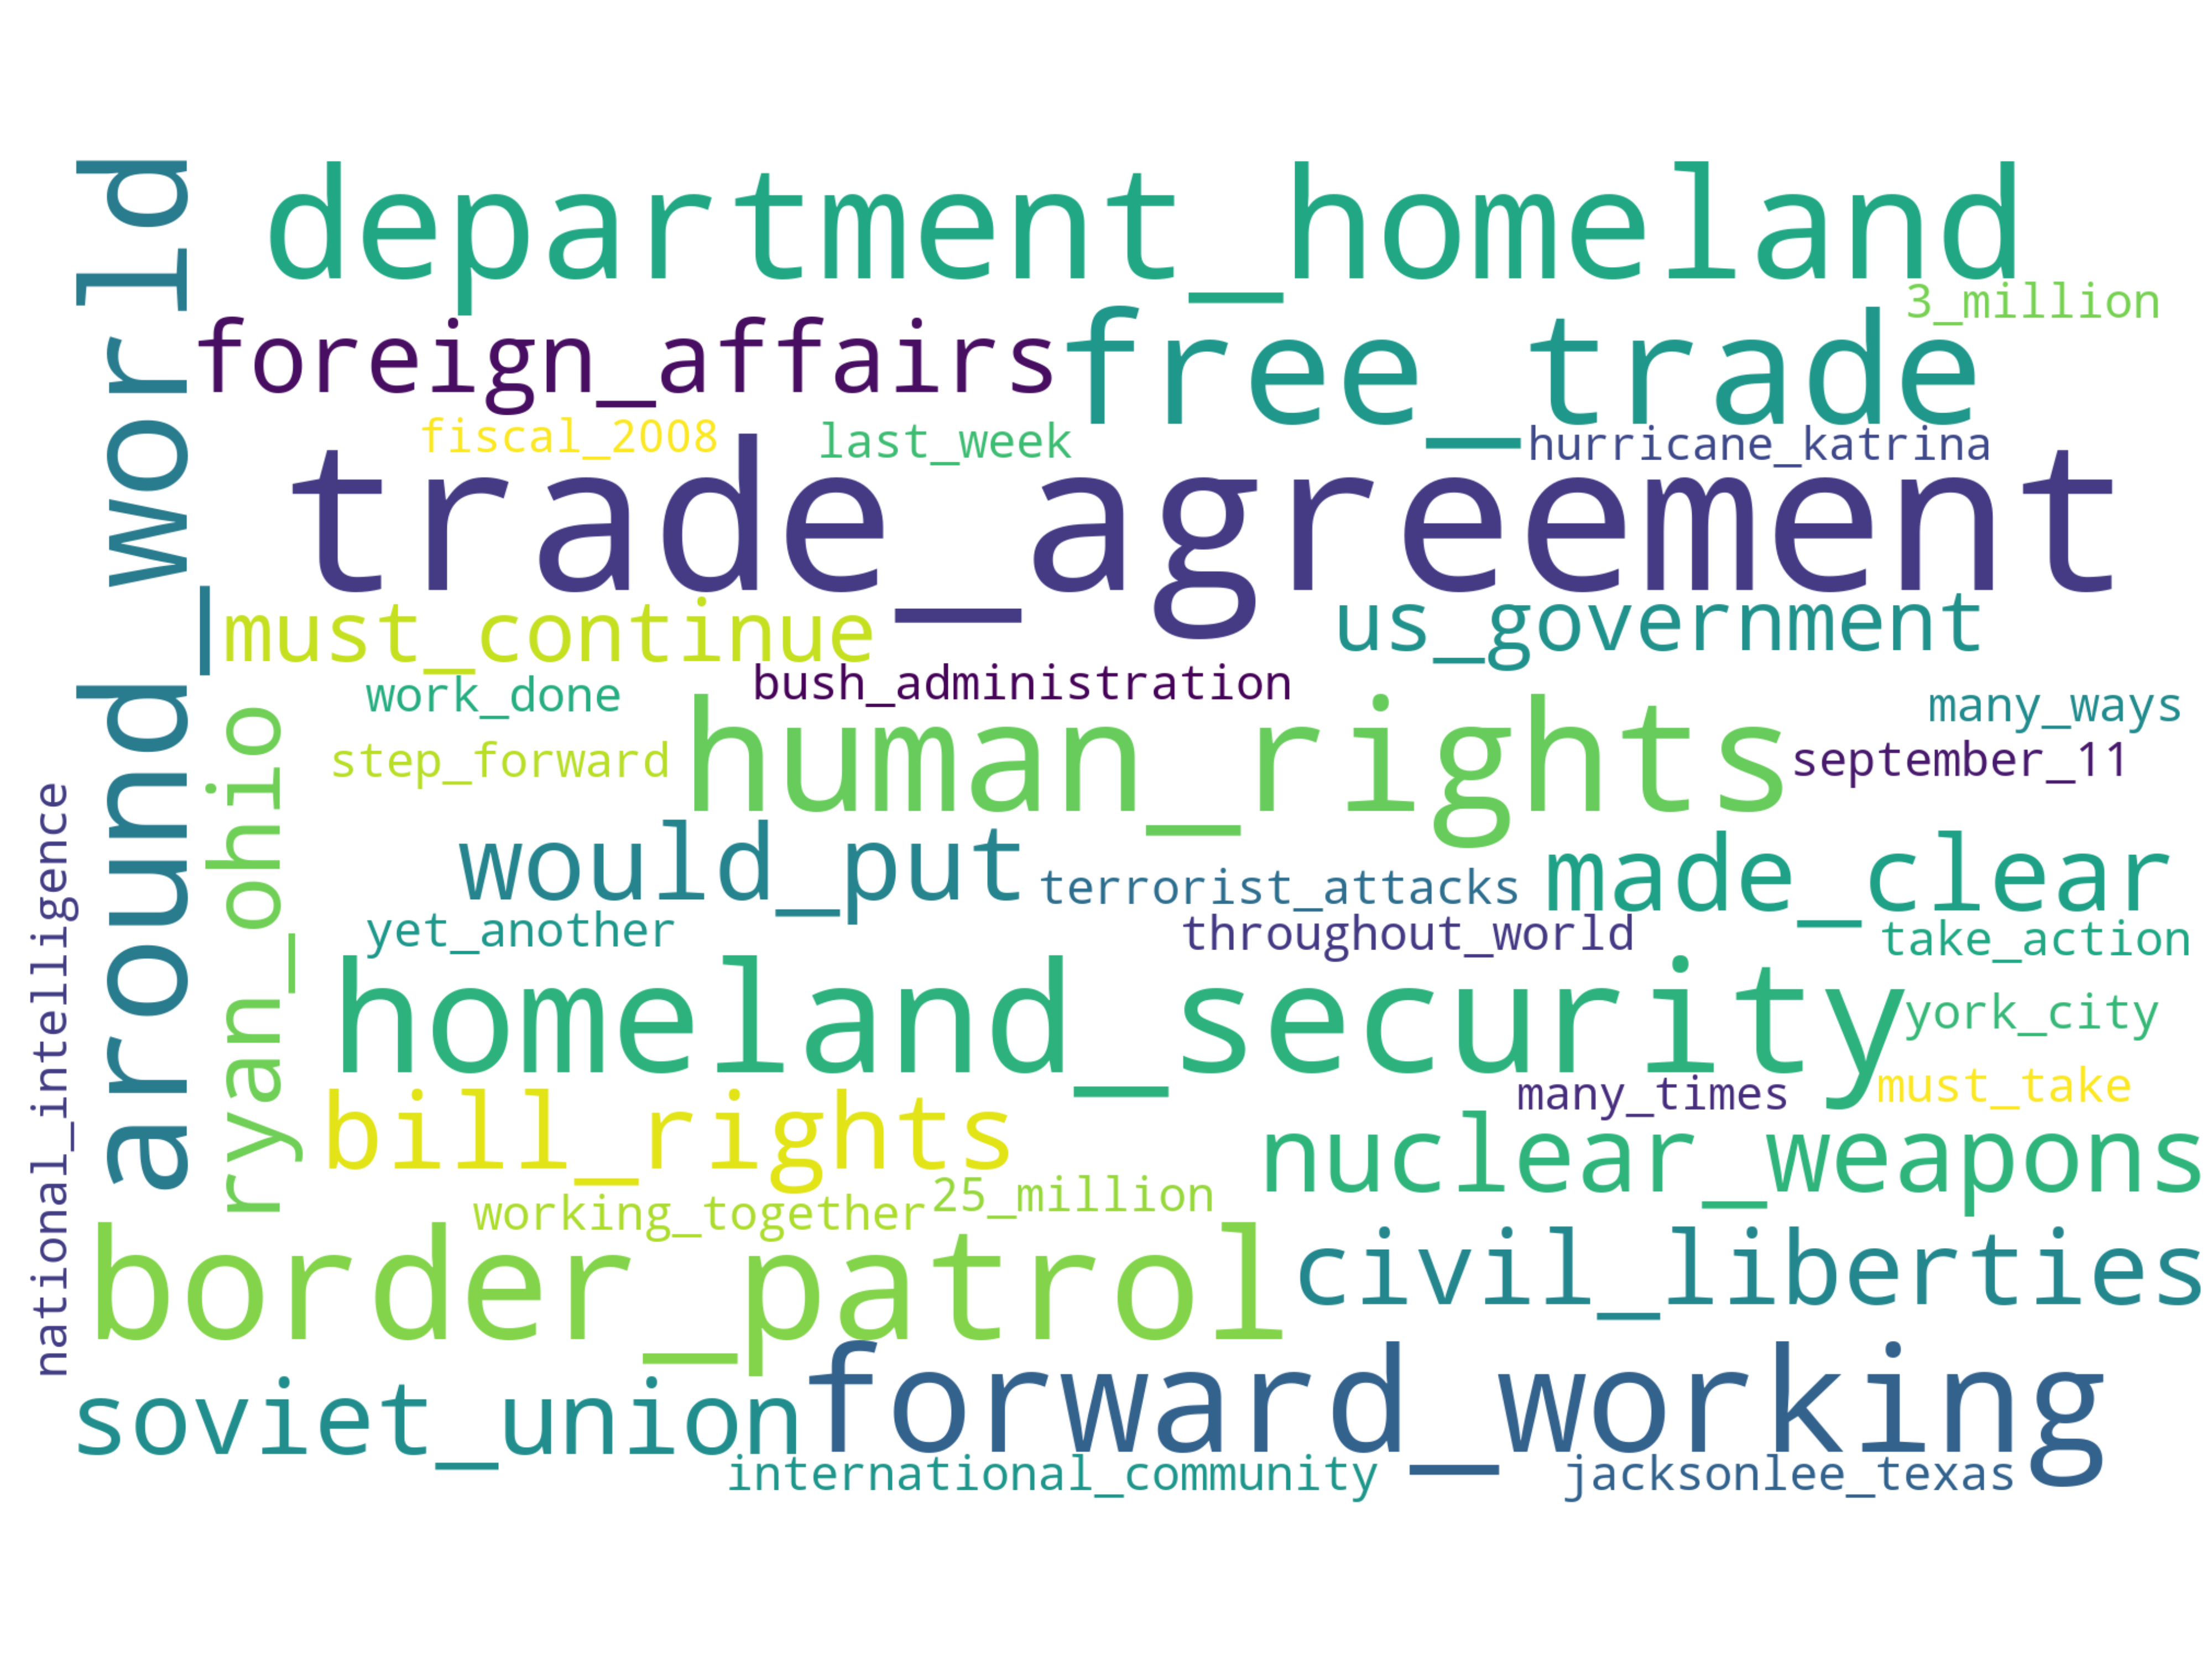 around_world
department_homeland
3_million
foreign_affairs
free_trade
fiscal_2008
last_week
hurricane_katrina
trade_agreement
must_continue
us_government
work_done
bush_administration
many_ways
step_forward
human_rights
september_11
ryan_ohio
national_intelligence
would_put
terrorist_attacks
made_clear
yet_another
throughout_world
take_action
homeland_security
york_city
many_times
must_take
bill_rights
nuclear_weapons
working_together
25_million
border_patrol
civil_liberties
soviet_union
forward_working
international_community
jacksonlee_texas